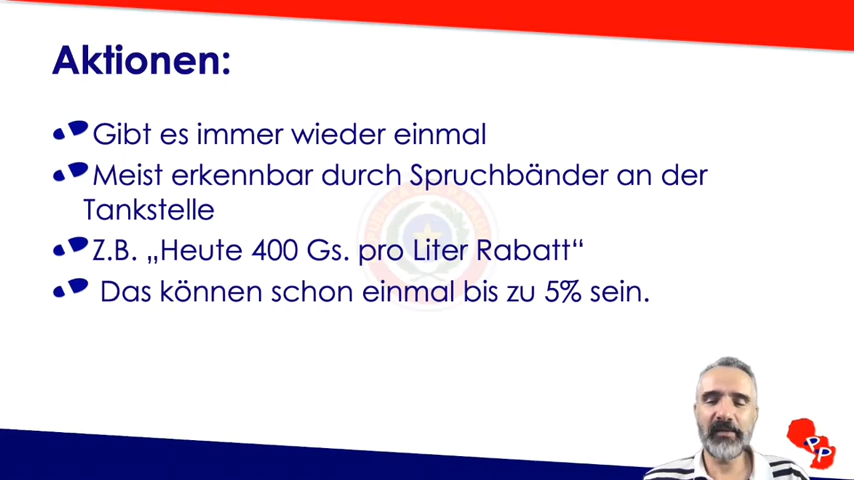 Aktionen:
Gibt es immer wieder einmal
Meist erkennbar durch Spruchbänder an der
Tankstelle
Z.B. „Heute 400 Gs. pro Liter Rabatt“
Das können schon einmal bis zu 5% sein.
PP